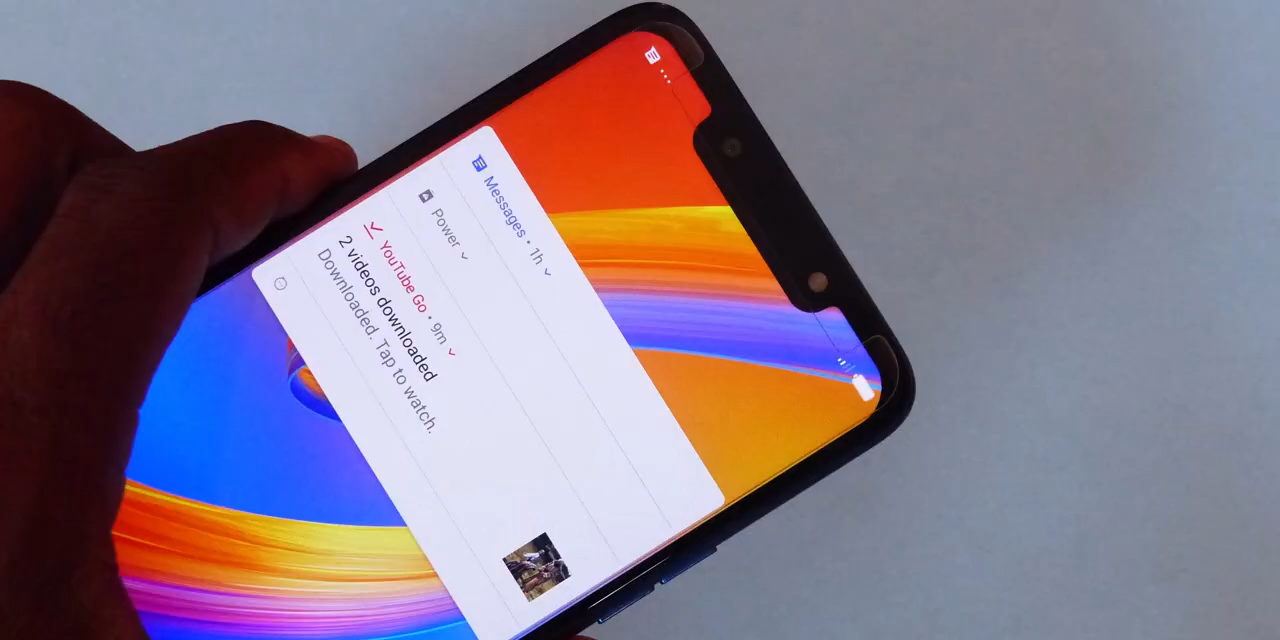 Messages • 1h
Power
YouTube Go • 9m
2 videos downloaded
Downloaded. Tap to watch.